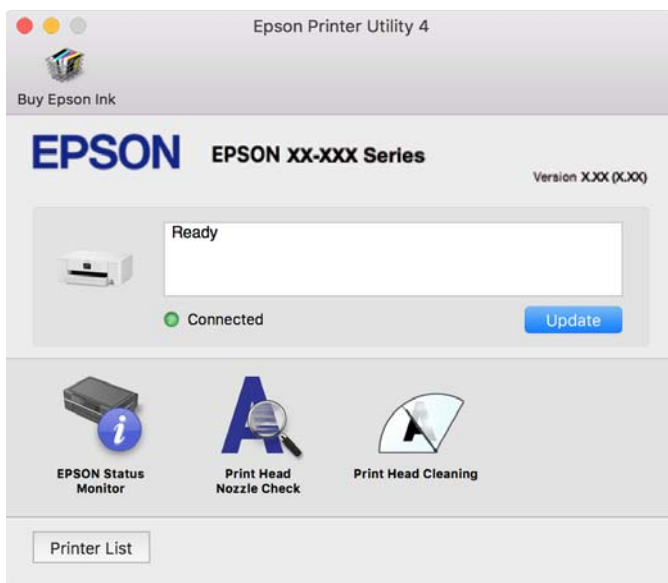 Epson Printer Utility 4
Buy Epson Ink
EPSON
EPSON XX-XXX Series
Version X.XX (X.XX)
Ready
Connected
Update
EPSON Status
Monitor
Print Head
Nozzle Check
Print Head Cleaning
Printer List